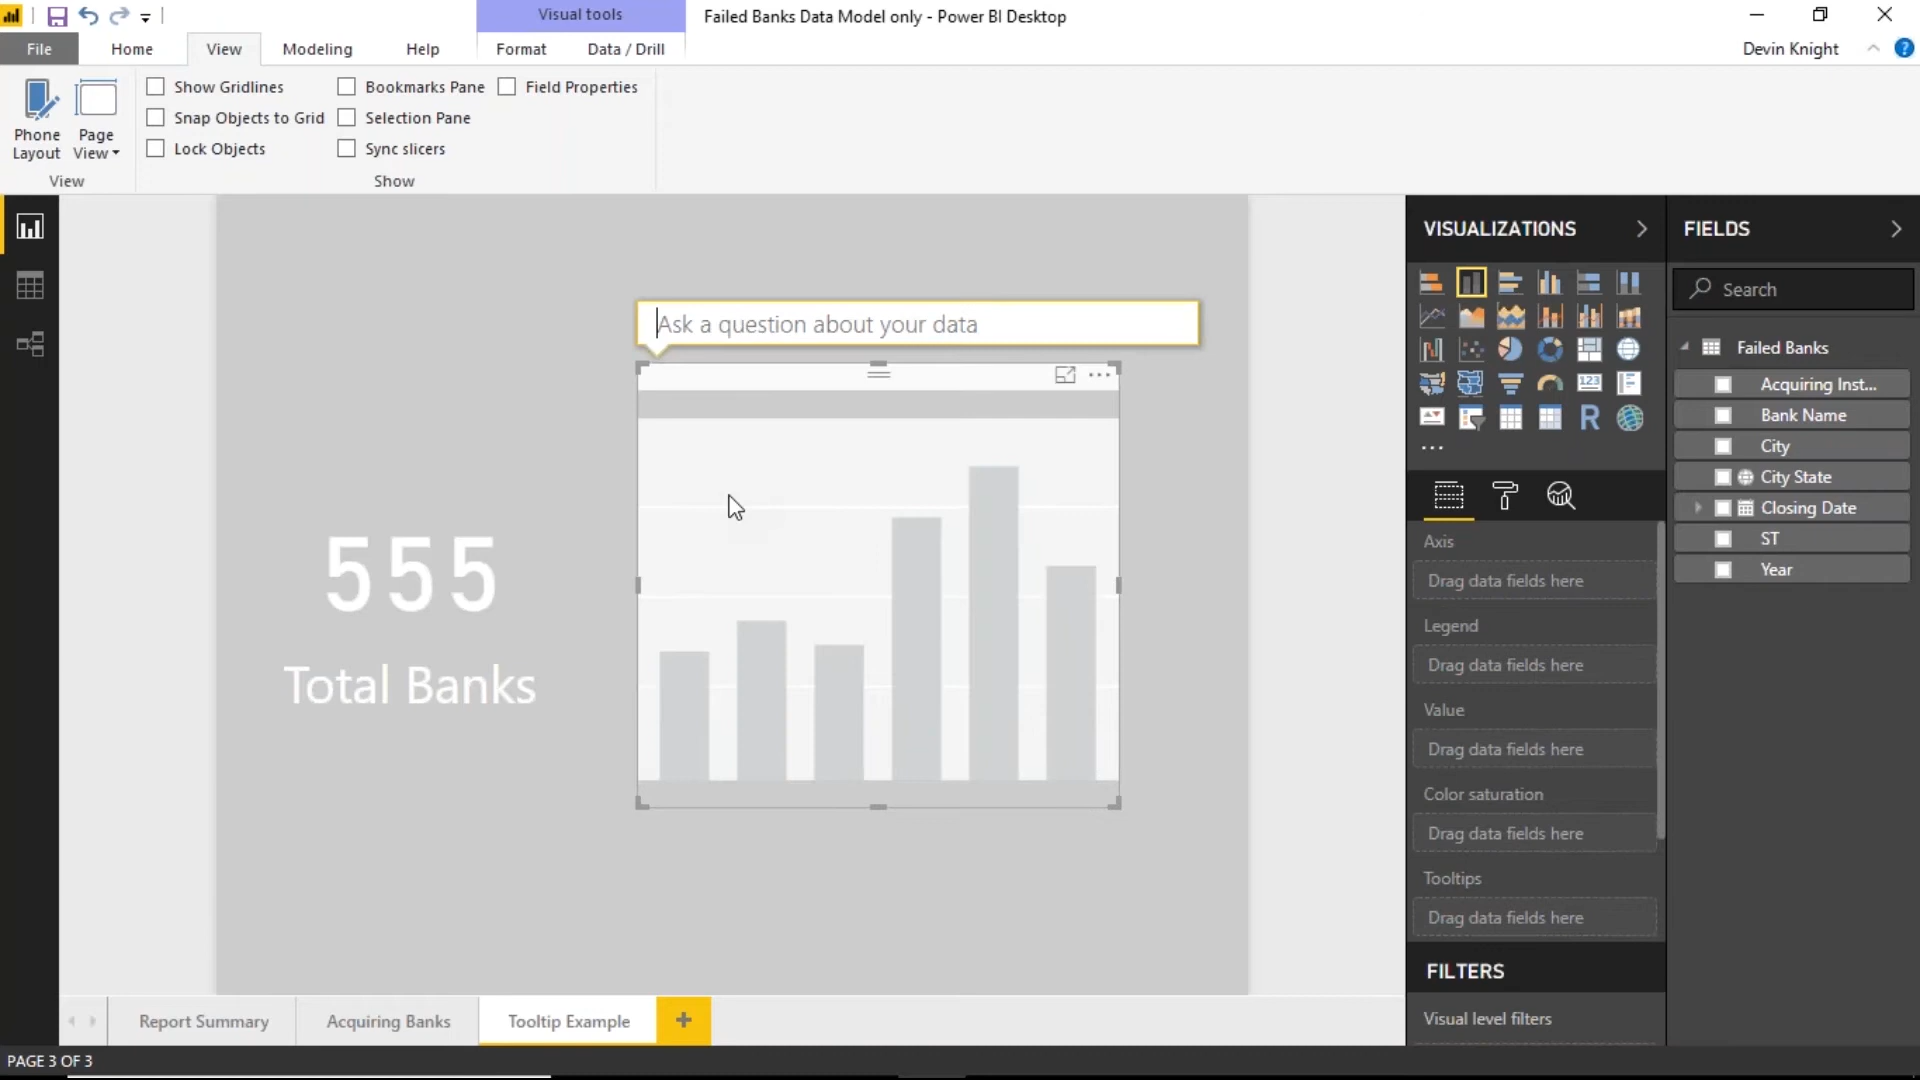 Visual tools
Failed Banks Data Model only - Power BI Desktop
File
Home
View
Modeling
Help
Format
Data / Drill
Devin Knight
?
Phone Layout
Page View
Show Gridlines
Snap Objects to Grid
Lock Objects
Bookmarks Pane
Selection Pane
Sync slicers
Field Properties
View
Show
Ask a question about your data
555
Total Banks
VISUALIZATIONS
123
R
Axis
Drag data fields here
Legend
Drag data fields here
Value
Drag data fields here
Color saturation
Drag data fields here
Tooltips
Drag data fields here
FILTERS
Visual level filters
FIELDS
Search
Failed Banks
Acquiring Inst...
Bank Name
City
City State
Closing Date
ST
Year
Report Summary
Acquiring Banks
Tooltip Example
+
PAGE 3 OF 3